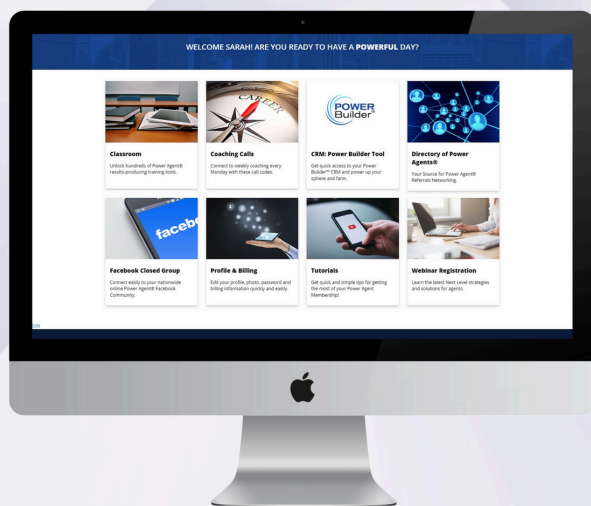 WELCOME SARAH! ARE YOU READY TO HAVE A POWERFUL DAY?
CAREER
POWER
Builder™
Classroom
Unlock hundreds of Power Agent®
results-producing training tools.
Coaching Calls
Connect to weekly coaching every
Monday with these call codes.
CRM: Power Builder Tool
Get quick access to your Power
Builder™ CRM and power up your
sphere and farm.
Directory of Power
Agents®
Your Source for Power Agent®
Referrals Networking.
facebo
Facebook Closed Group
Connect easily to your nationwide
online Power Agent® Facebook
Community.
Profile & Billing
Edit your profile, photo, password and
billing information quickly and easily.
Tutorials
Get quick and simple tips for getting
the most of your Power Agent
Membership!
Webinar Registration
Learn the latest Next Level strategies
and solutions for agents.